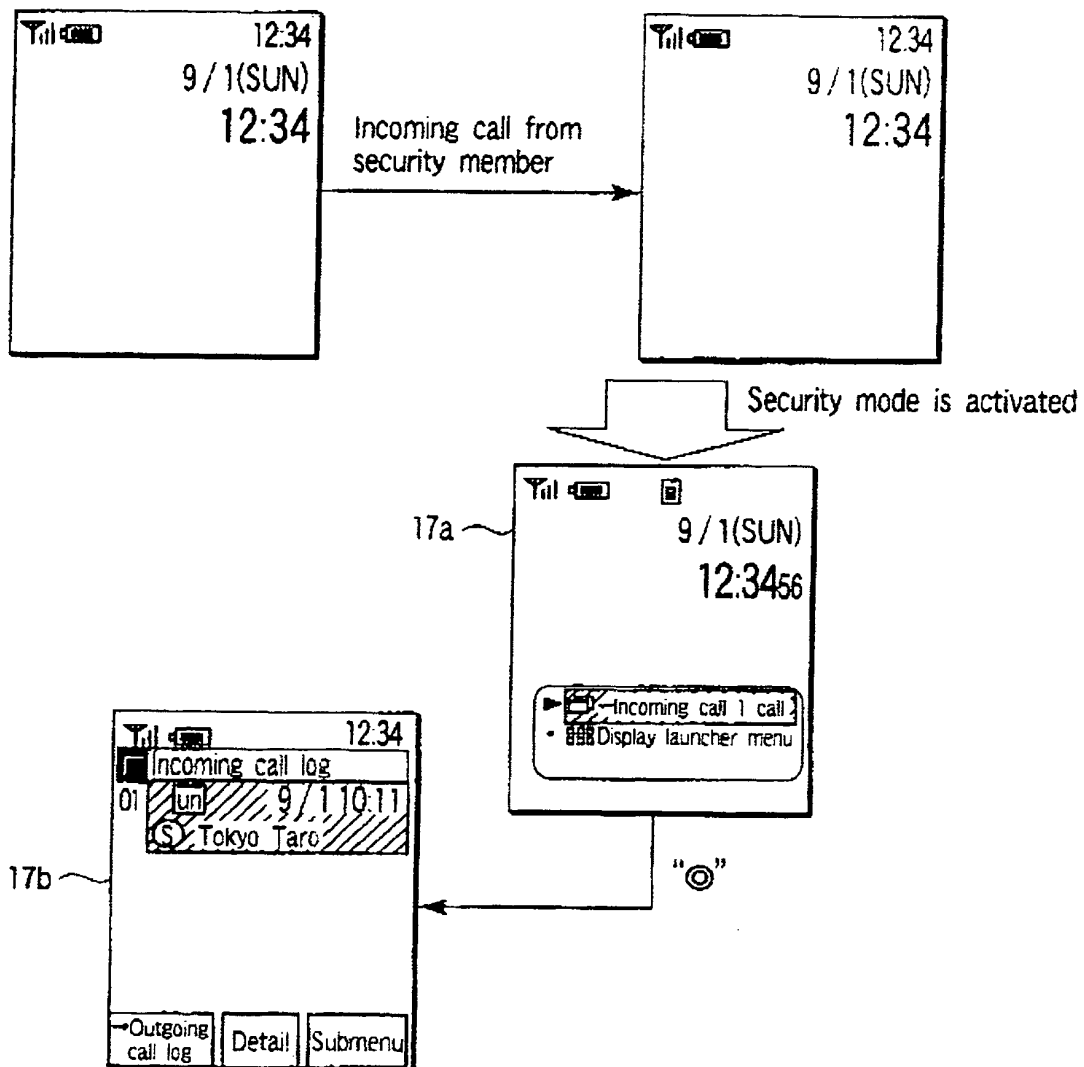 12:34
9/1(SUN)
12:34
Incoming call from
security member
12:34
9/1(SUN)
12:34
Security mode is activated
17a
9/1(SUN)
12:3456
Incoming call 1 call
Display launcher menu
12:34
Incoming call log
01 un 9/1 10:11
S Tokyo Taro
17b
"◎"
→Outgoing
call log
Detail
Submenu